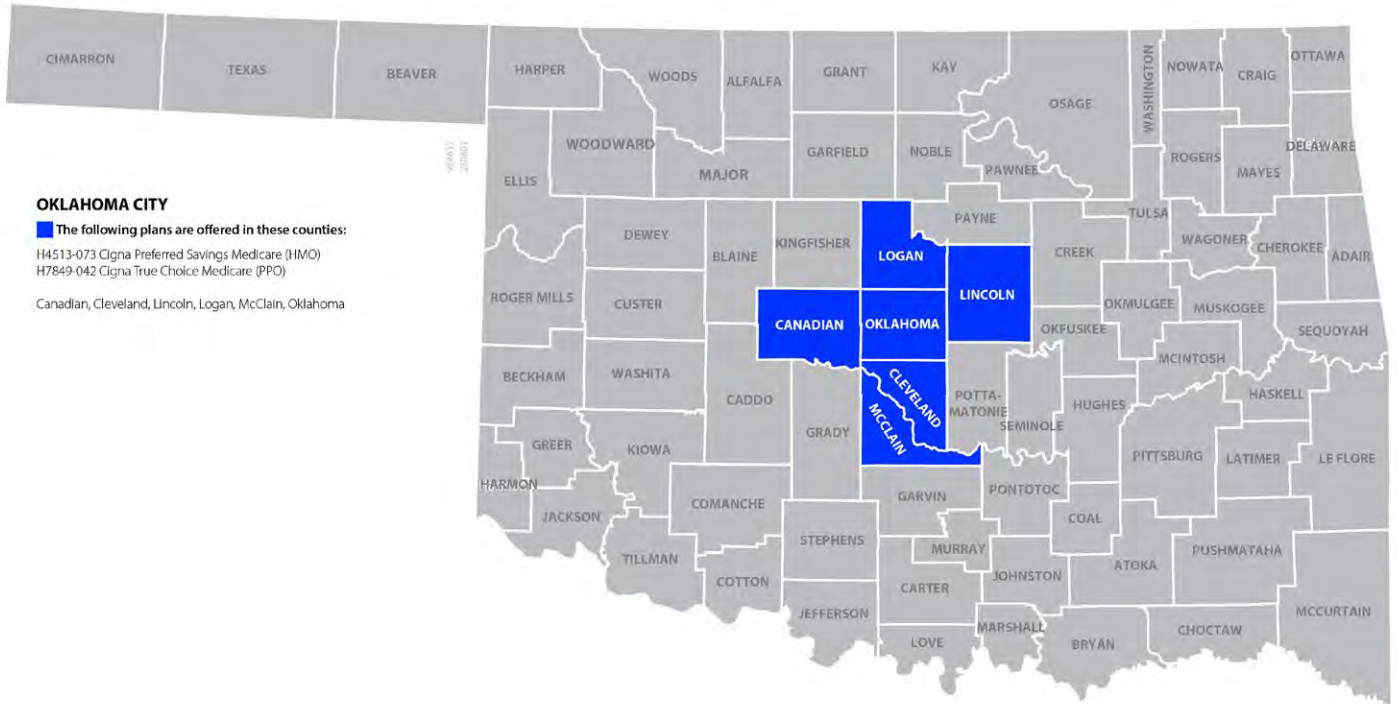 CIMARRON
TEXAS
BEAVER
HARPER
WOODS
ALFALFA
GRANT
KAY
OSAGE
WASHINGTON
NOWATA
CRAIG
OTTAWA
WOODWARD
ELLIS
MAJOR
GARFIELD
NOBLE
PAWNEE
ROGERS
MAYES
DELAWARE
OKLAHOMA CITY
The following plans are offered in these counties:
H4513-073 Cigna Preferred Savings Medicare (HMO)
H7849-042 Cigna True Choice Medicare (PPO)
Canadian, Cleveland, Lincoln, Logan, McClain, Oklahoma
DEWEY
BLAINE
KINGFISHER
LOGAN
PAYNE
CREEK
TULSA
WAGONER
CHEROKEE
ADAIR
ROGER MILLS
CUSTER
CANADIAN
OKLAHOMA
LINCOLN
OKFUSKEE
OKMULGEE
MUSKOGEE
SEQUOYAH
BECKHAM
WASHITA
CADDO
GRADY
MCCLAIN
CLEVELAND
POTTA-
MATONIE
SEMINOLE
HUGHES
MCINTOSH
HASKELL
GREER
KIOWA
HARMON
JACKSON
COMANCHE
GARVIN
PONTOTOC
COAL
PITTSBURG
LATIMER
LE FLORE
TILLMAN
COTTON
STEPHENS
MURRAY
JOHNSTON
ATOKA
PUSHMATAHA
JEFFERSON
CARTER
LOVE
MARSHALL
BRYAN
CHOCTAW
MCCURTAIN